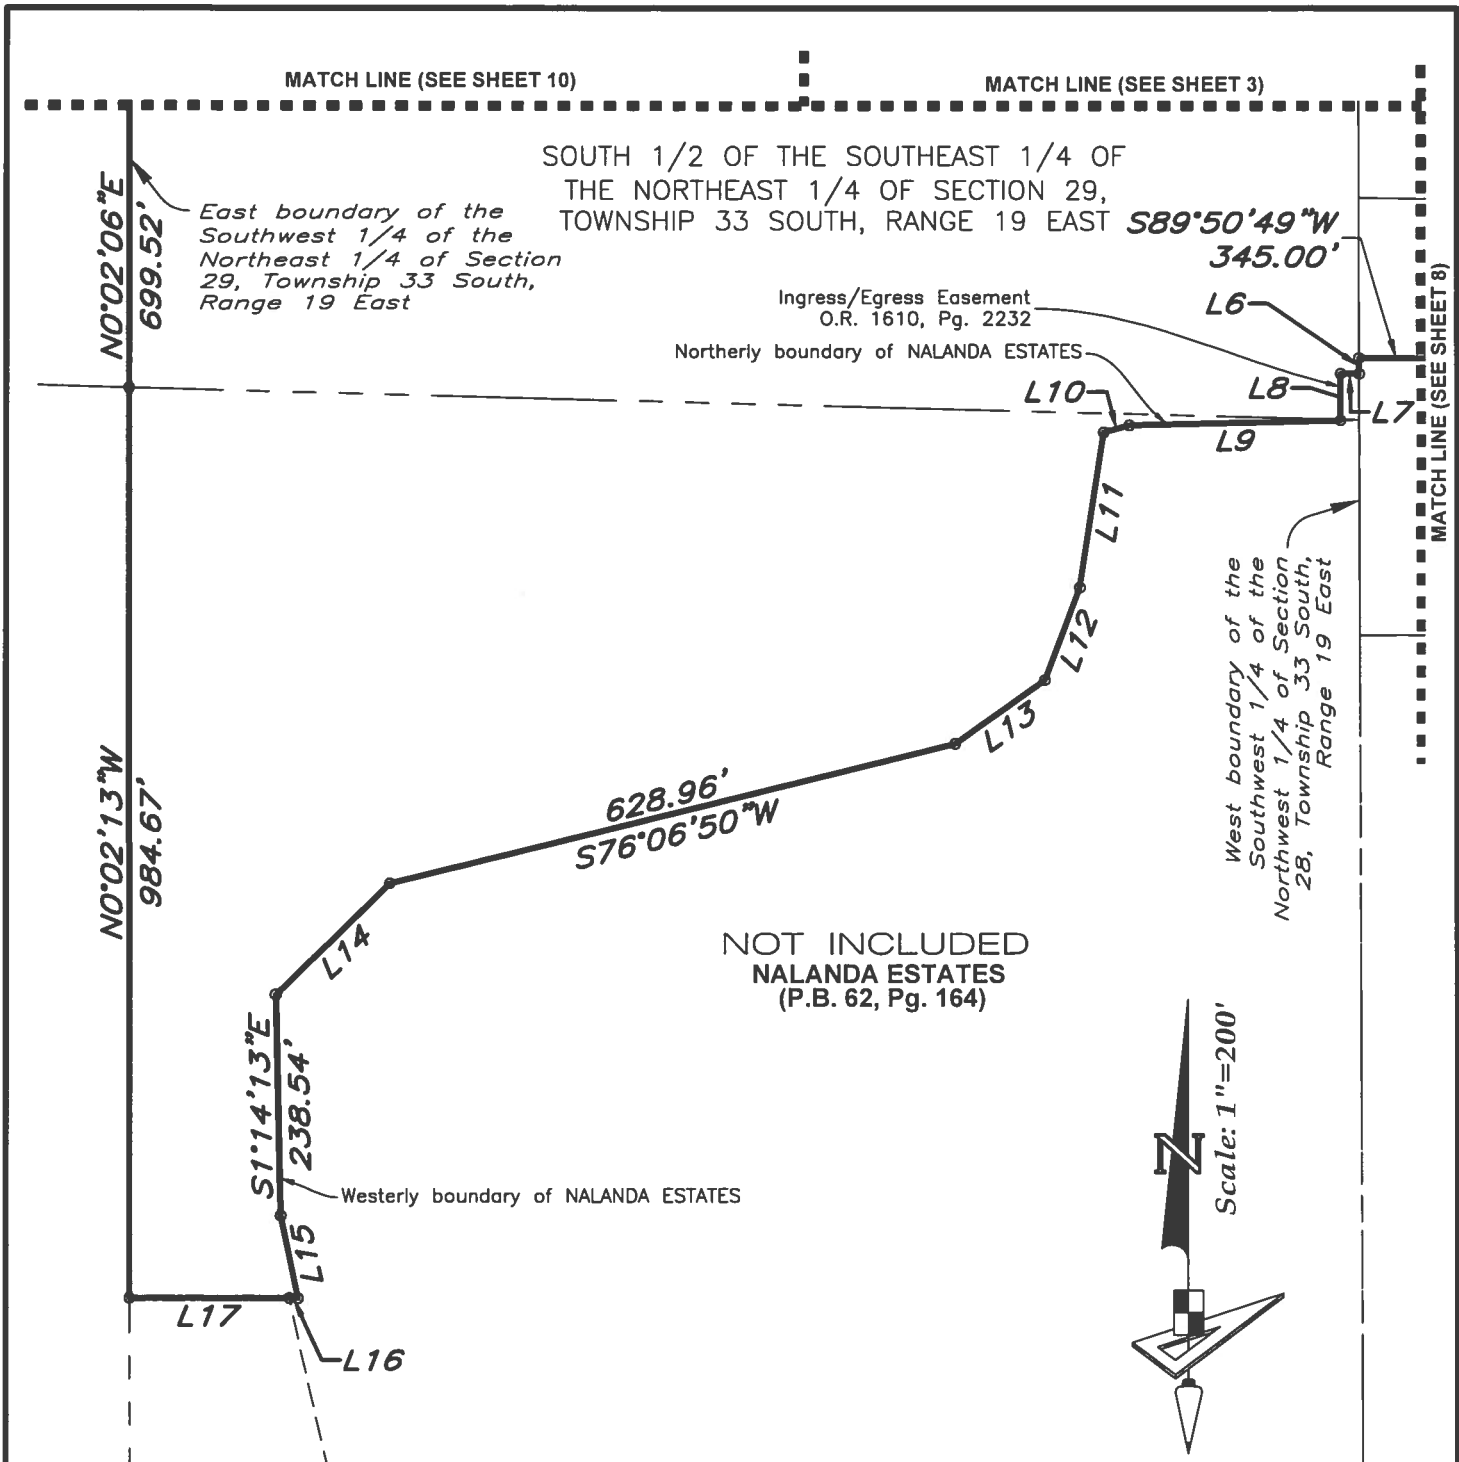 MATCH LINE (SEE SHEET 10)
MATCH LINE (SEE SHEET 3)
SOUTH 1/2 OF THE SOUTHEAST 1/4 OF
THE NORTHEAST 1/4 OF SECTION 29,
TOWNSHIP 33 SOUTH, RANGE 19 EAST
N0°02'06"E
699.52'
East boundary of the
Southwest 1/4 of the
Northeast 1/4 of Section
29, Township 33 South,
Range 19 East
S89°50'49"W
345.00'
Ingress/Egress Easement
O.R. 1610, Pg. 2232
Northerly boundary of NALANDA ESTATES
L6
L8
L7
L10
L9
MATCH LINE (SEE SHEET 8)
L11
L12
L13
West boundary of the
Southwest 1/4 of the
Northwest 1/4 of Section
28, Township 33 South,
Range 19 East
N0°02'13"W
984.67'
628.96'
S76°06'50"W
L14
NOT INCLUDED
NALANDA ESTATES
(P.B. 62, Pg. 164)
S1°14'13"E
238.54'
Westerly boundary of NALANDA ESTATES
L15
L17
L16
N
Scale: 1"=200'